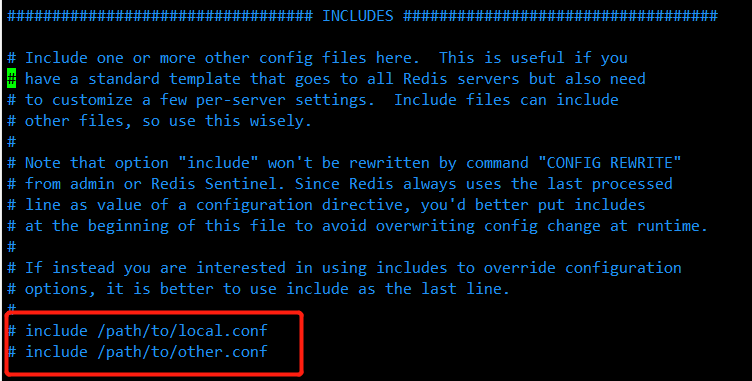 ################################## INCLUDES ###################################
# Include one or more other config files here.  This is useful if you
# have a standard template that goes to all Redis servers but also need
# to customize a few per-server settings.  Include files can include
# other files, so use this wisely.
#
# Note that option "include" won't be rewritten by command "CONFIG REWRITE"
# from admin or Redis Sentinel. Since Redis always uses the last processed
# line as value of a configuration directive, you'd better put includes
# at the beginning of this file to avoid overwriting config change at runtime.
#
# If instead you are interested in using includes to override configuration
# options, it is better to use include as the last line.
#
# include /path/to/local.conf
# include /path/to/other.conf